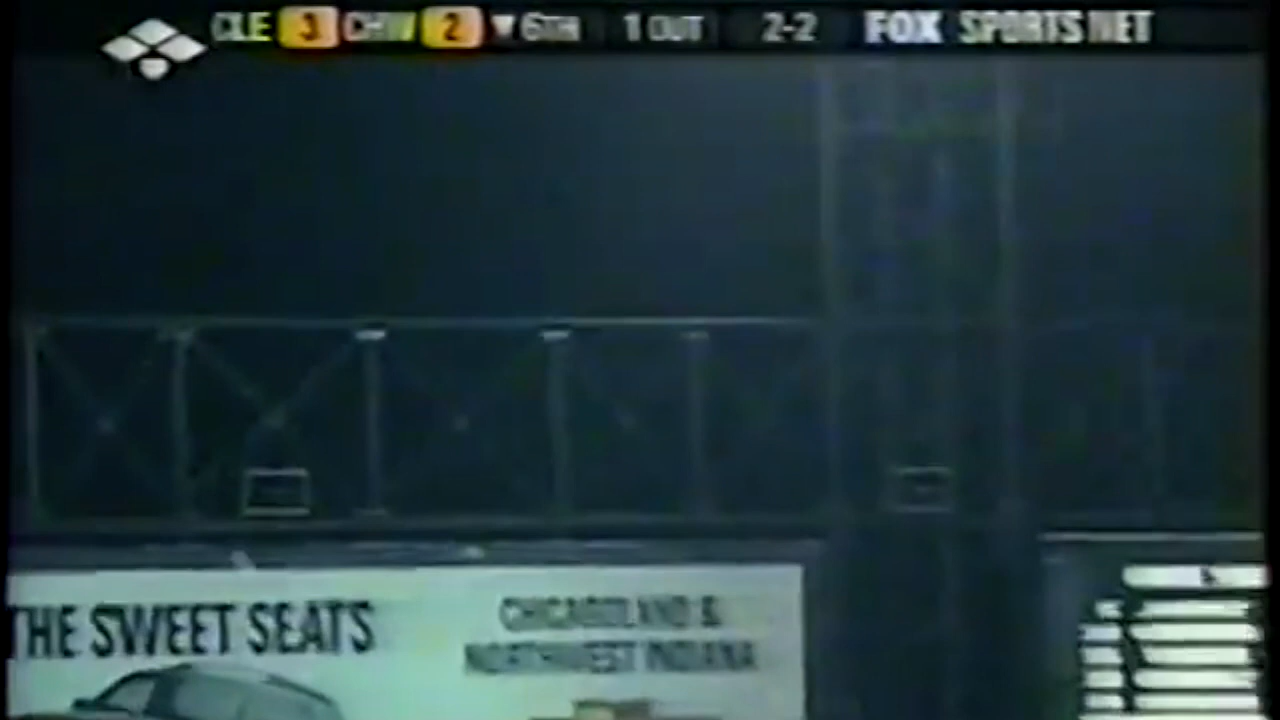 CLE 3 CHW 2 ▼6TH 1 OUT 2-2 FOX SPORTS NET
THE SWEET SEATS
CHICAGOLAND &
NORTHWEST INDIANA